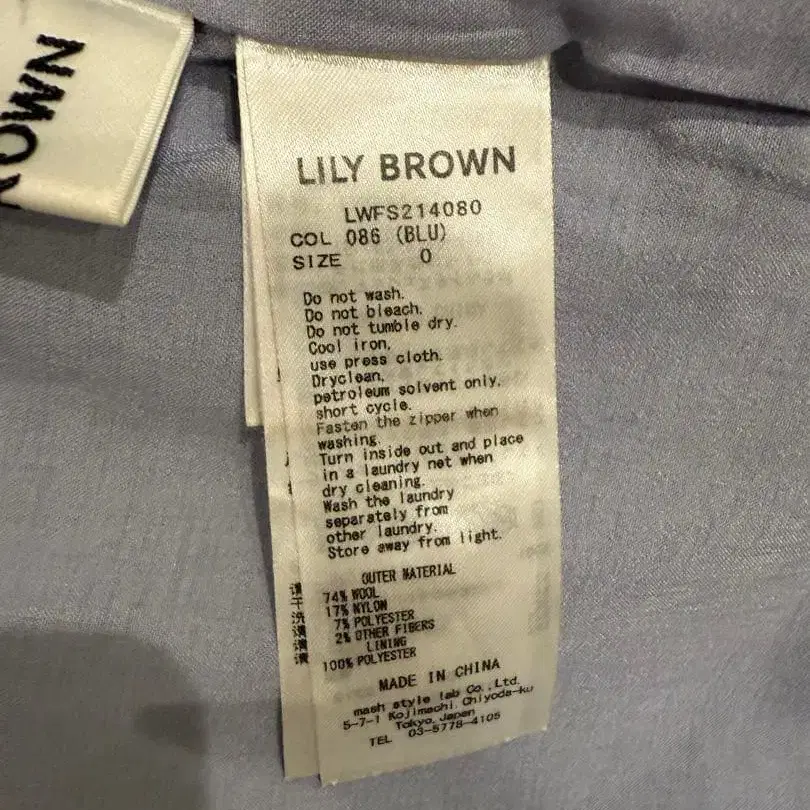 OWN
LILY BROWN
LWFS214080
COL 086 (BLU)
SIZE 0
Do not wash.
Do not bleach.
Do not tumble dry.
Cool iron,
use press cloth.
Dryclean,
petroleum solvent only,
short cycle.
Fasten the zipper when
washing.
Turn inside out and place
in a laundry net when
dry cleaning.
Wash the laundry
separately from
other laundry.
Store away from light.
OUTER MATERIAL
74% WOOL
17% NYLON
7% POLYESTER
2% OTHER FIBERS
LINING
100% POLYESTER
MADE IN CHINA
mash style lab Co., Ltd.
5-7-1 Kojimachi, Chiyoda-ku
Tokyo, Japan
TEL 03-5778-4105